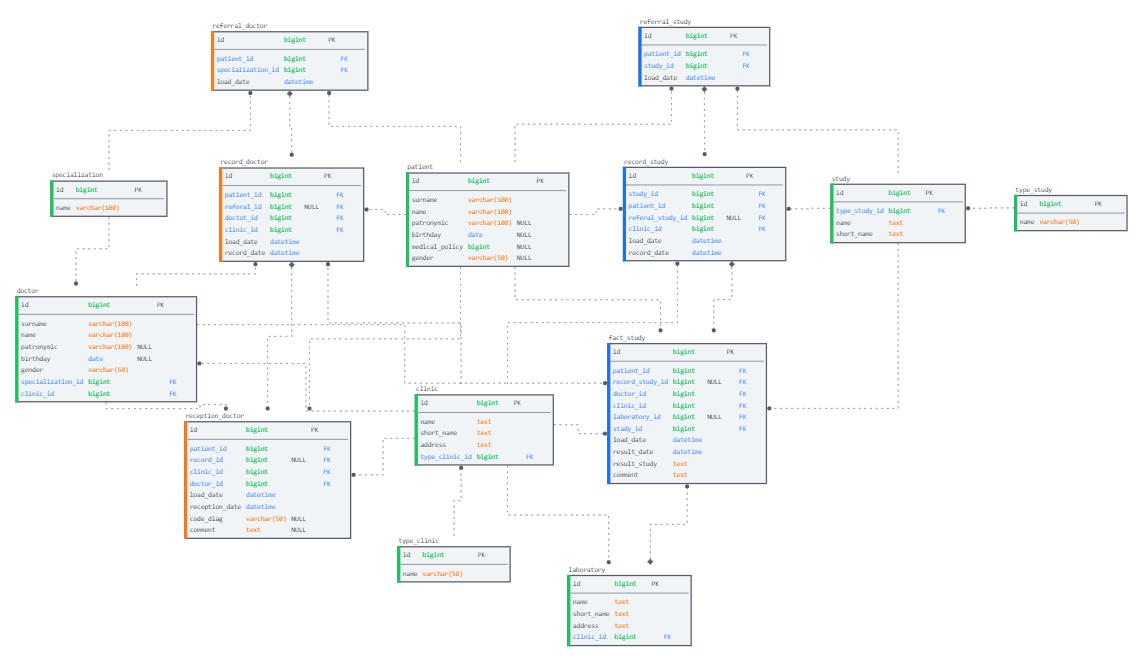 referral_doctor
id bigint PK
patient_id bigint FK
specialization_id bigint FK
load_date datetime
referral_study
id bigint PK
patient_id bigint FK
study_id bigint FK
load_date datetime
specialization
id bigint PK
name varchar(100)
record_doctor
id bigint PK
patient_id bigint FK
referal_id bigint NULL FK
doctot_id bigint FK
clinic_id bigint FK
load_date datetime
record_date datetime
patient
id bigint PK
surname varchar(100)
name varchar(100)
patronymic varchar(100) NULL
birthday date NULL
medical_policy bigint NULL
gender varchar(50) NULL
record_study
id bigint PK
study_id bigint FK
patient_id bigint FK
referal_study_id bigint NULL FK
clinic_id bigint FK
load_date datetime
record_date datetime
study
id bigint PK
type_study_id bigint FK
name text
short_name text
type_study
id bigint PK
name varchar(50)
doctor
id bigint PK
surname varchar(100)
name varchar(100)
patronymic varchar(100) NULL
birthday date NULL
gender varchar(50)
specialization_id bigint FK
clinic_id bigint FK
fact_study
id bigint PK
patient_id bigint FK
record_study_id bigint NULL FK
doctor_id bigint FK
clinic_id bigint FK
laboratory_id bigint NULL FK
stady_id bigint FK
load_date datetime
result_date datetime
result_study text
comment text
clinic
id bigint PK
name text
short_name text
address text
type_clinic_id bigint FK
reception_doctor
id bigint PK
patient_id bigint FK
record_id bigint NULL FK
clinic_id bigint FK
doctor_id bigint FK
load_date datetime
reception_date datetime
code_diag varchar(50) NULL
comment text NULL
type_clinic
id bigint PK
name varchar(50)
laboratory
id bigint PK
name text
short_name text
address text
clinic_id bigint FK